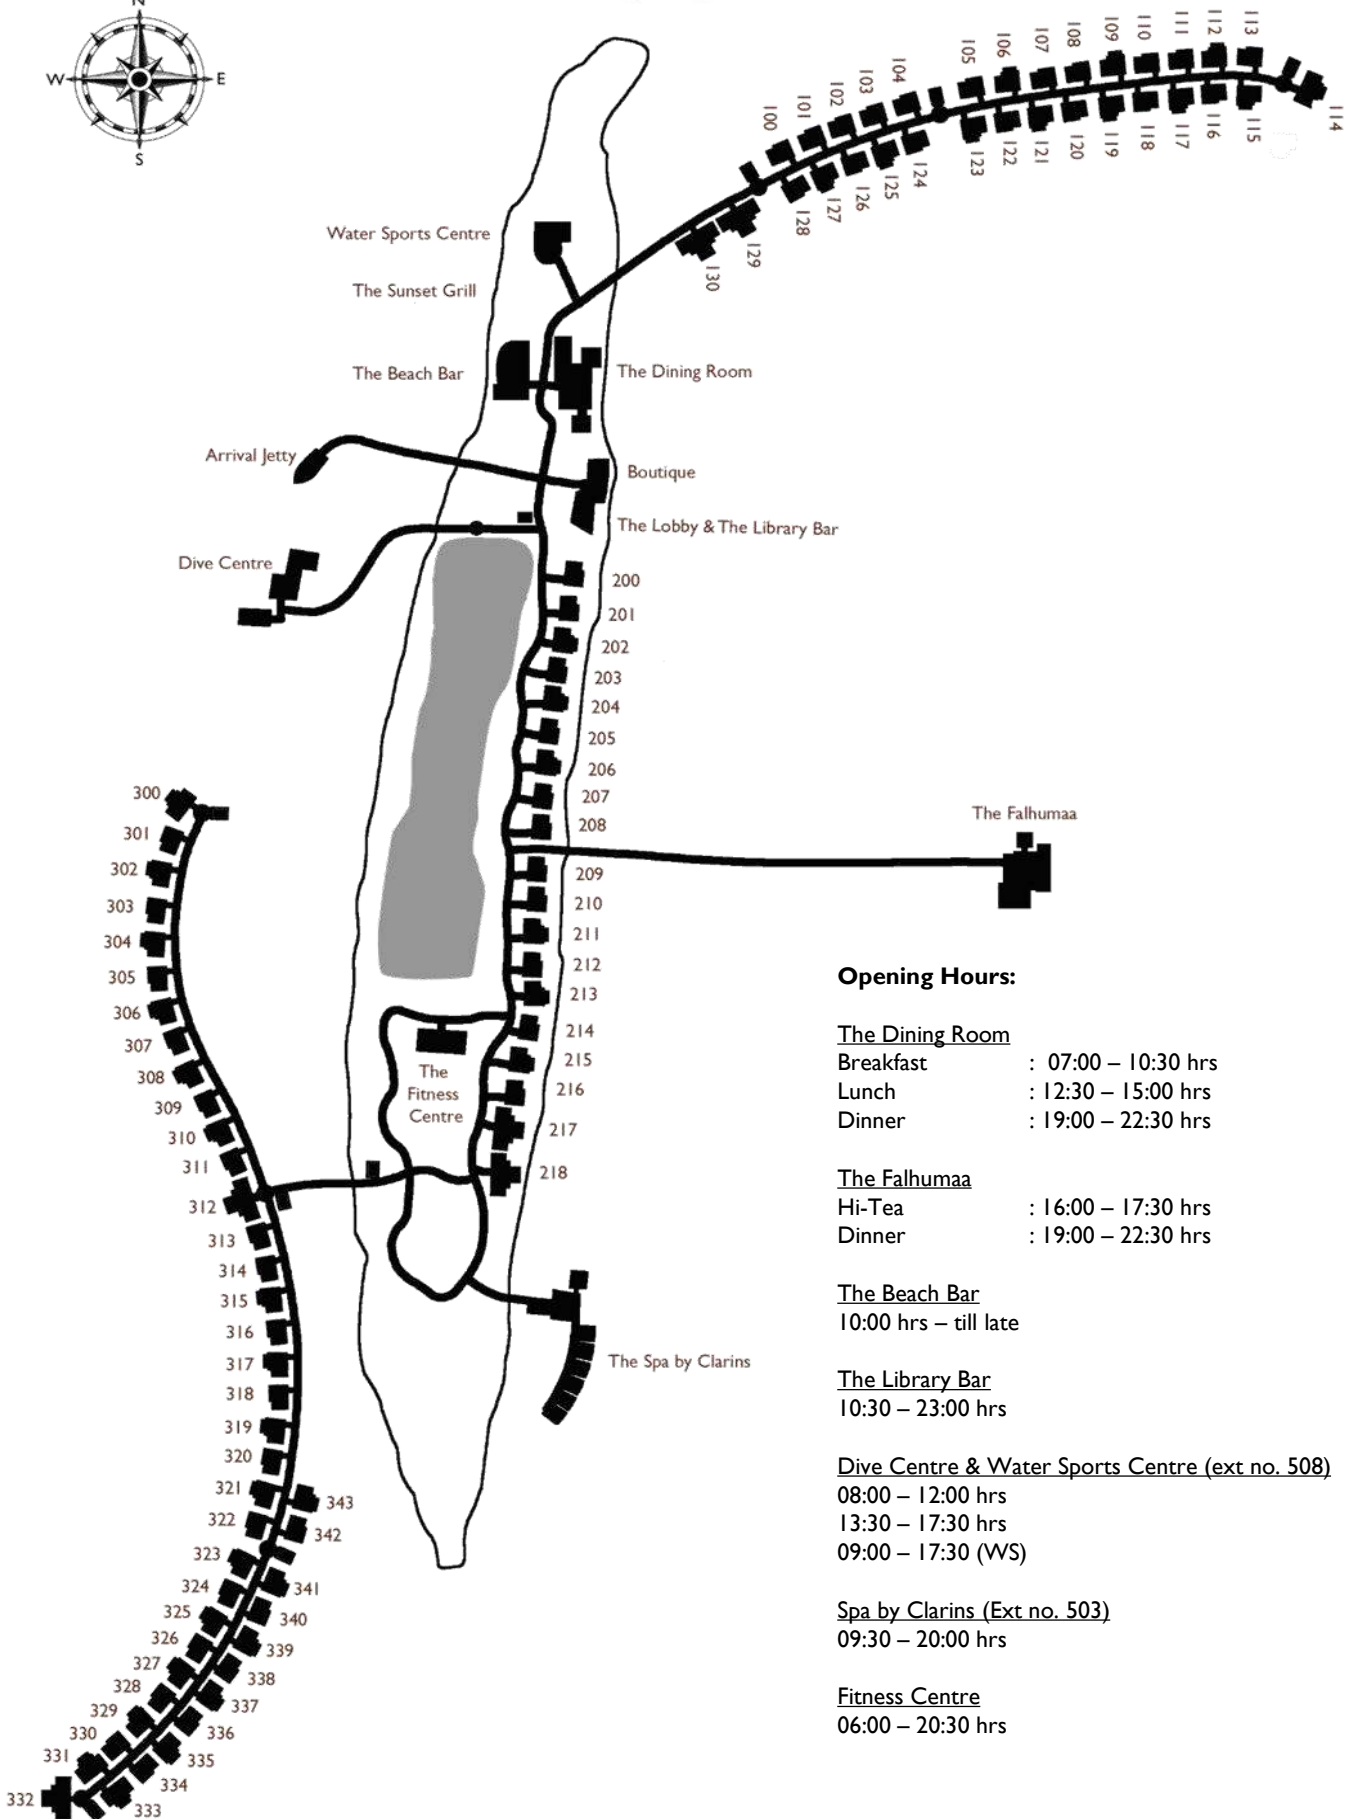 N
W
E
S
100
101
102
103
104
105
106
107
108
109
110
111
112
113
114
115
116
117
118
119
120
121
122
123
124
125
126
127
128
129
130
Water Sports Centre
The Sunset Grill
The Beach Bar
The Dining Room
Arrival Jetty
Boutique
The Lobby & The Library Bar
Dive Centre
200
201
202
203
204
205
206
207
208
The Falhumaa
209
210
211
212
213
214
215
216
217
218
The
Fitness
Centre
The Spa by Clarins
300
301
302
303
304
305
306
307
308
309
310
311
312
313
314
315
316
317
318
319
320
321
322
323
324
325
326
327
328
329
330
331
332
333
334
335
336
337
338
339
340
341
342
343
Opening Hours:
The Dining Room
Breakfast : 07:00 – 10:30 hrs
Lunch : 12:30 – 15:00 hrs
Dinner : 19:00 – 22:30 hrs
The Falhumaa
Hi-Tea : 16:00 – 17:30 hrs
Dinner : 19:00 – 22:30 hrs
The Beach Bar
10:00 hrs – till late
The Library Bar
10:30 – 23:00 hrs
Dive Centre & Water Sports Centre (ext no. 508)
08:00 – 12:00 hrs
13:30 – 17:30 hrs
09:00 – 17:30 (WS)
Spa by Clarins (Ext no. 503)
09:30 – 20:00 hrs
Fitness Centre
06:00 – 20:30 hrs